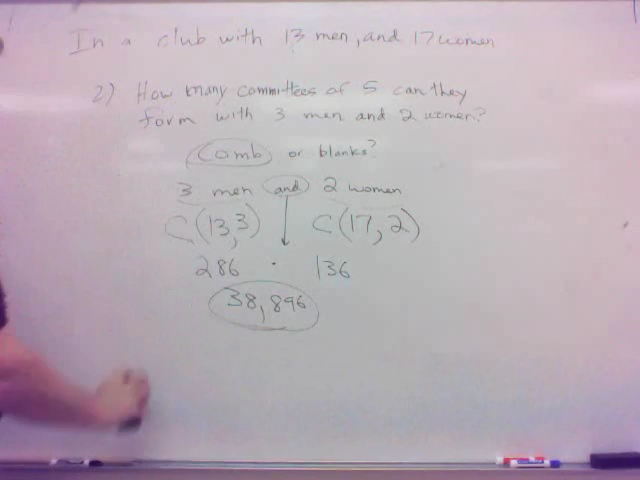 In a club with 13 men, and 17 women
2) How many committees of 5 can they
form with 3 men and 2 women?
Comb or blanks?
3 men and 2 women
C(13,3) C(17,2)
286 · 136
38,896